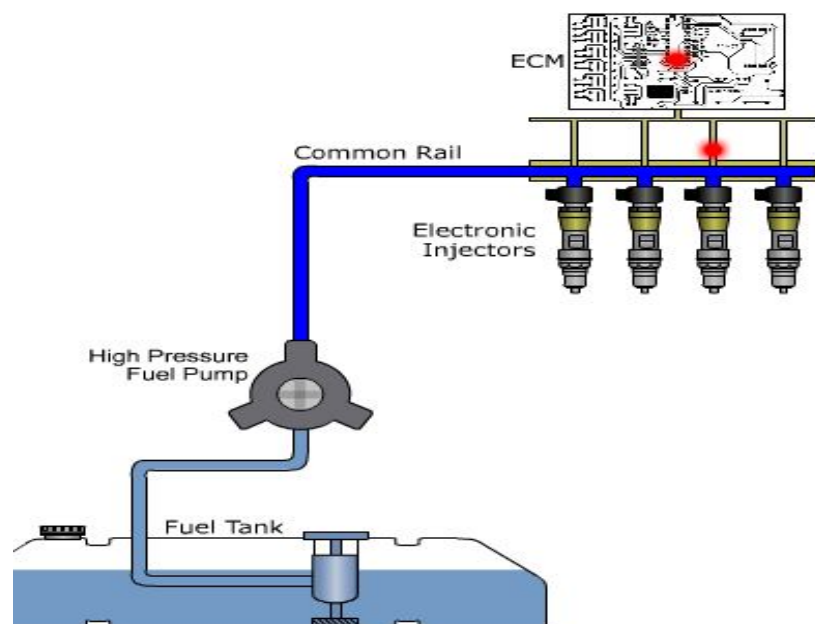 ECM
Common Rail
Electronic
Injectors
High Pressure
Fuel Pump
Fuel Tank